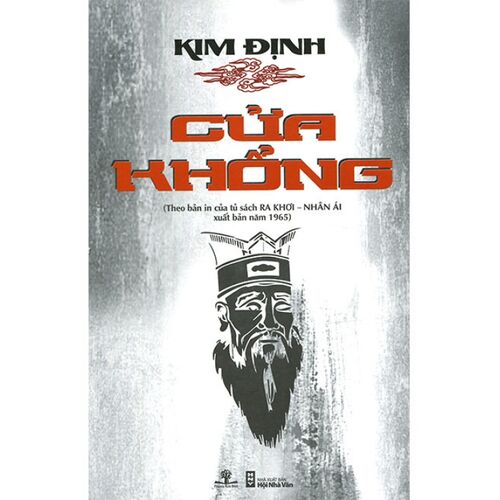 KIM ĐỊNH
CỬA
KHỔNG
(Theo bản in của tủ sách RA KHƠI – NHÂN ÁI
xuất bản năm 1965)
NHÀ XUẤT BẢN
Hội Nhà Văn